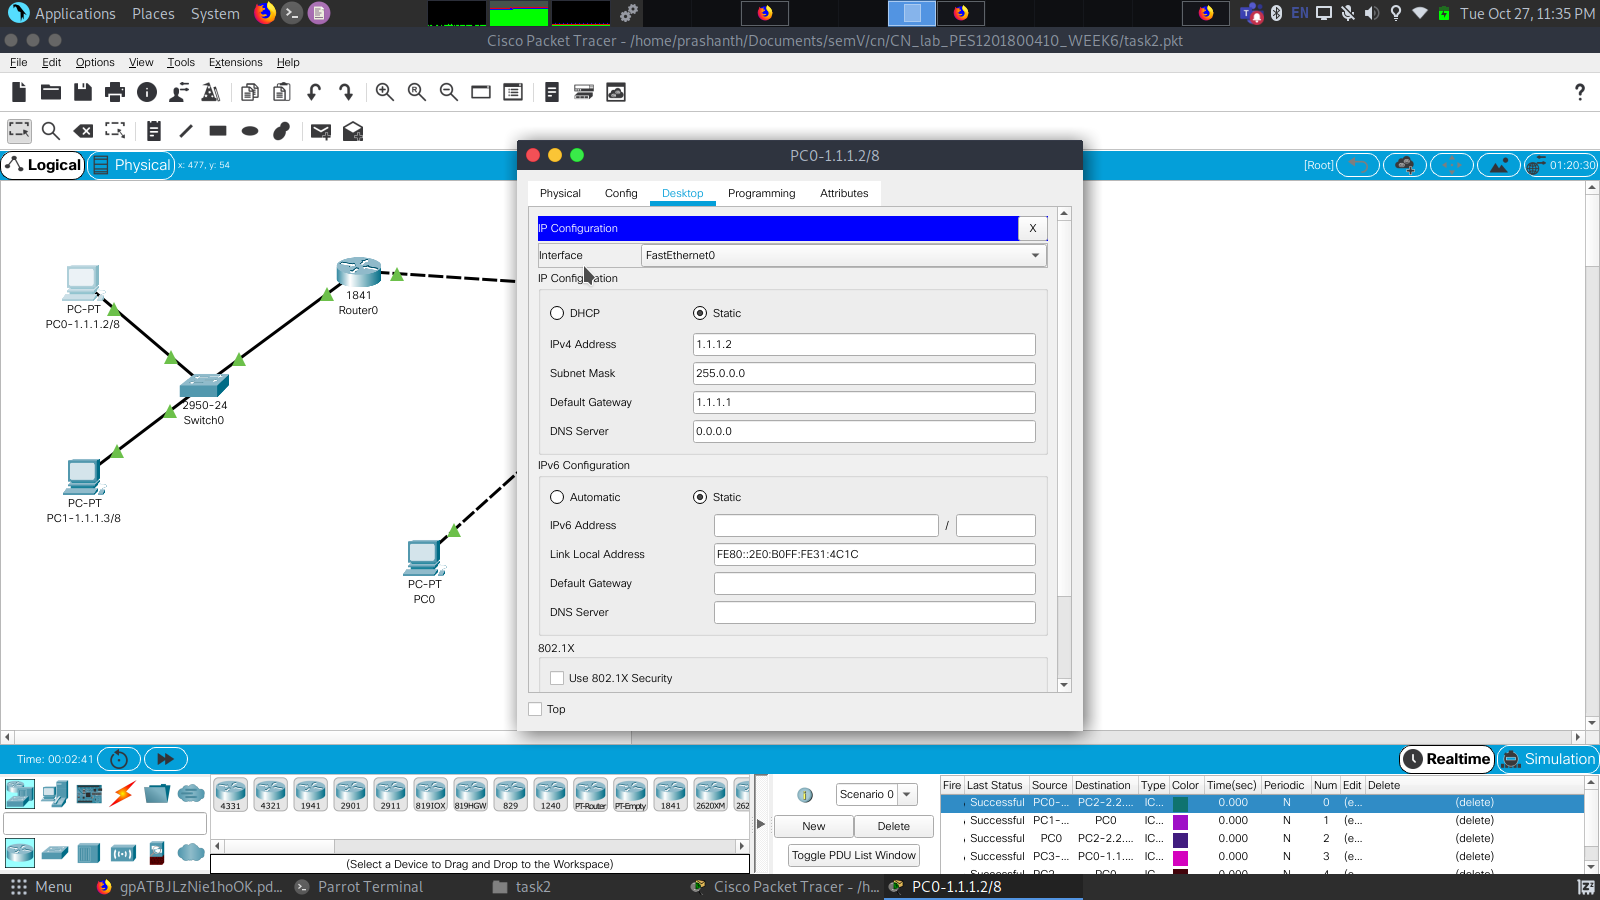 Applications Places System
EN Tue Oct 27, 11:35 PM
Cisco Packet Tracer - /home/prashanth/Documents/semV/cn/CN_lab_PES1201800410_WEEK6/task2.pkt
File Edit Options View Tools Extensions Help
?
Logical Physical x: 477, y: 54 [Root] 01:20:30
PC0-1.1.1.2/8
Physical Config Desktop Programming Attributes
IP Configuration X
Interface FastEthernet0
IP Configuration
DHCP Static
IPv4 Address 1.1.1.2
Subnet Mask 255.0.0.0
Default Gateway 1.1.1.1
DNS Server 0.0.0.0
IPv6 Configuration
Automatic Static
IPv6 Address /
Link Local Address FE80::2E0:B0FF:FE31:4C1C
Default Gateway
DNS Server
802.1X
Use 802.1X Security
Top
PC-PT
PC0-1.1.1.2/8
1841
Router0
2950-24
Switch0
PC-PT
PC1-1.1.1.3/8
PC-PT
PC0
Time: 00:02:41 Realtime Simulation
4331 4321 1941 2901 2911 819IOX 819HGW 829 1240 PT-Router PT-Empty 1841 2620XM 262
(Select a Device to Drag and Drop to the Workspace)
Scenario 0
New Delete
Toggle PDU List Window
Fire Last Status Source Destination Type Color Time(sec) Periodic Num Edit Delete
Successful PC0-... PC2-2.2.... IC... 0.000 N 0 (e... (delete)
Successful PC1-... PC0 IC... 0.000 N 1 (e... (delete)
Successful PC0 PC2-2.2.... IC... 0.000 N 2 (e... (delete)
Successful PC3-... PC0-1.1.... IC... 0.000 N 3 (e... (delete)
Menu gpATBJLzNie1hoOK.pd... Parrot Terminal task2 Cisco Packet Tracer - /h... PC0-1.1.1.2/8